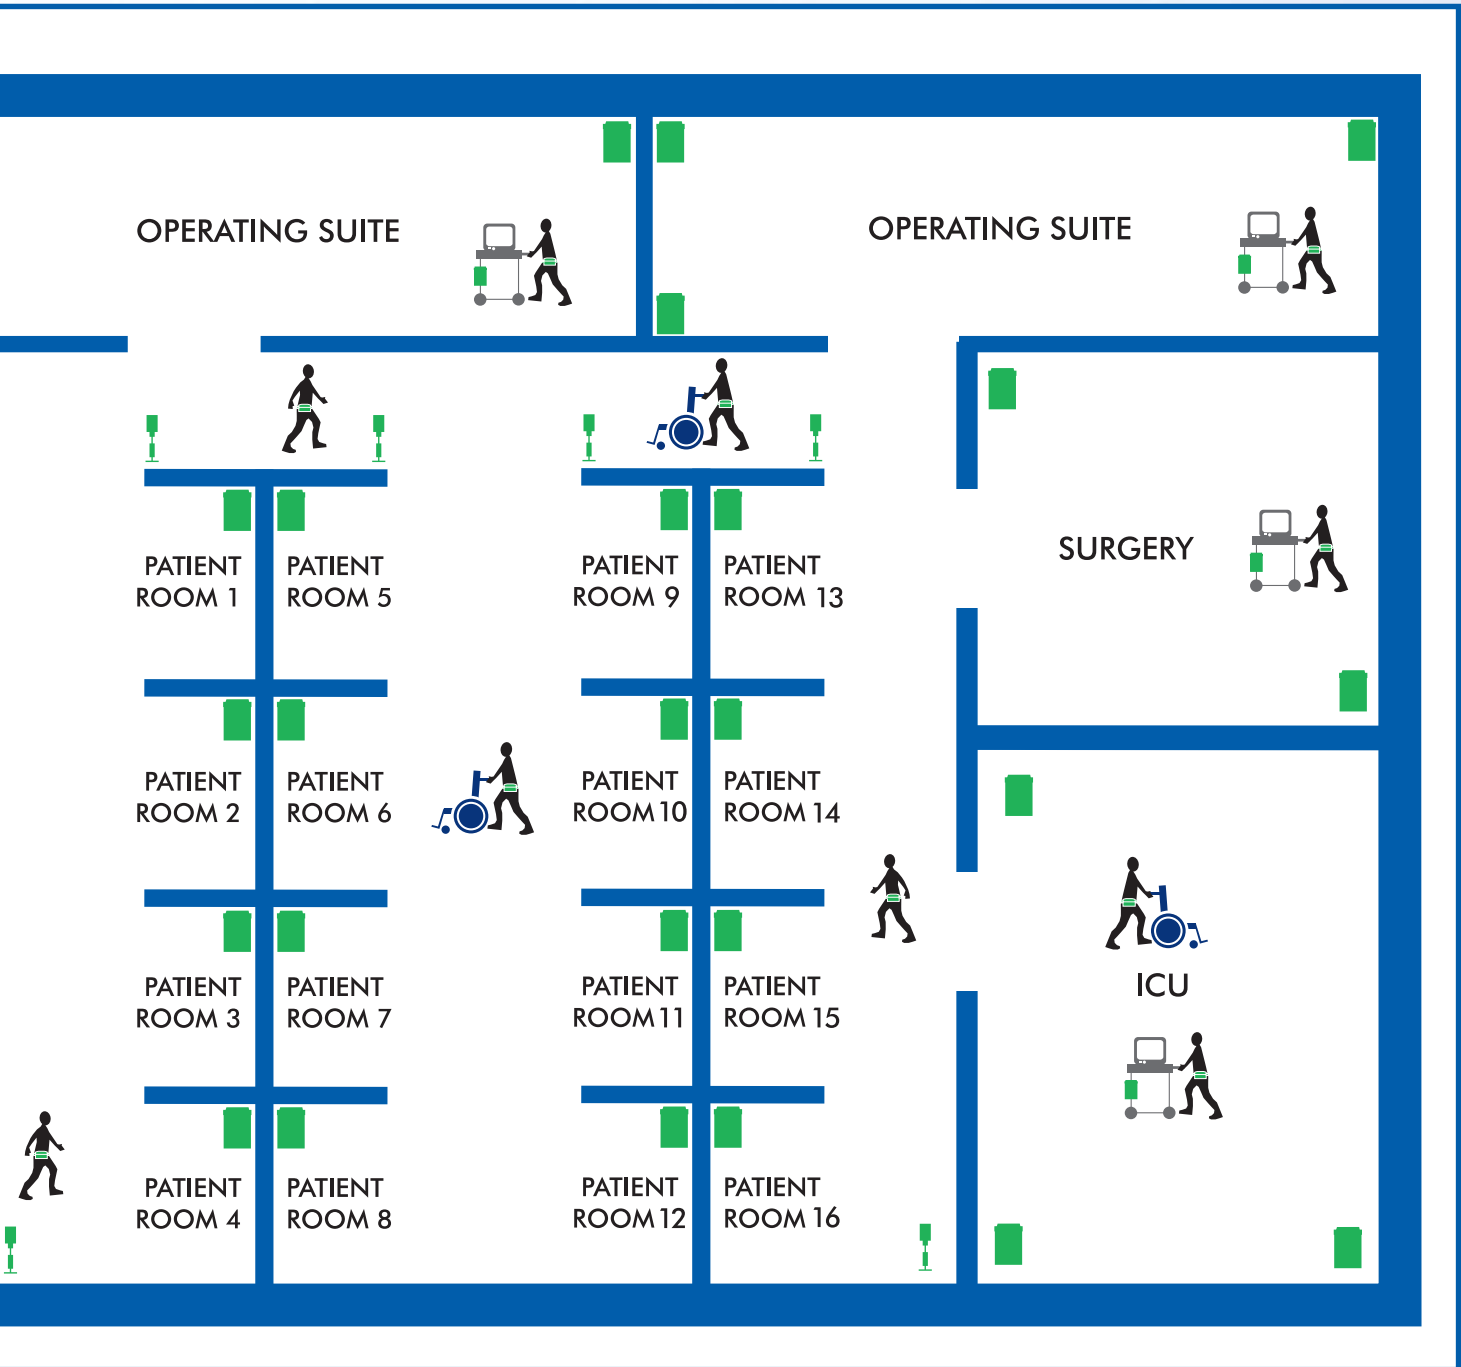 OPERATING SUITE
OPERATING SUITE
PATIENT
ROOM 1
PATIENT
ROOM 5
PATIENT
ROOM 9
PATIENT
ROOM 13
SURGERY
PATIENT
ROOM 2
PATIENT
ROOM 6
PATIENT
ROOM 10
PATIENT
ROOM 14
PATIENT
ROOM 3
PATIENT
ROOM 7
PATIENT
ROOM 11
PATIENT
ROOM 15
ICU
PATIENT
ROOM 4
PATIENT
ROOM 8
PATIENT
ROOM 12
PATIENT
ROOM 16